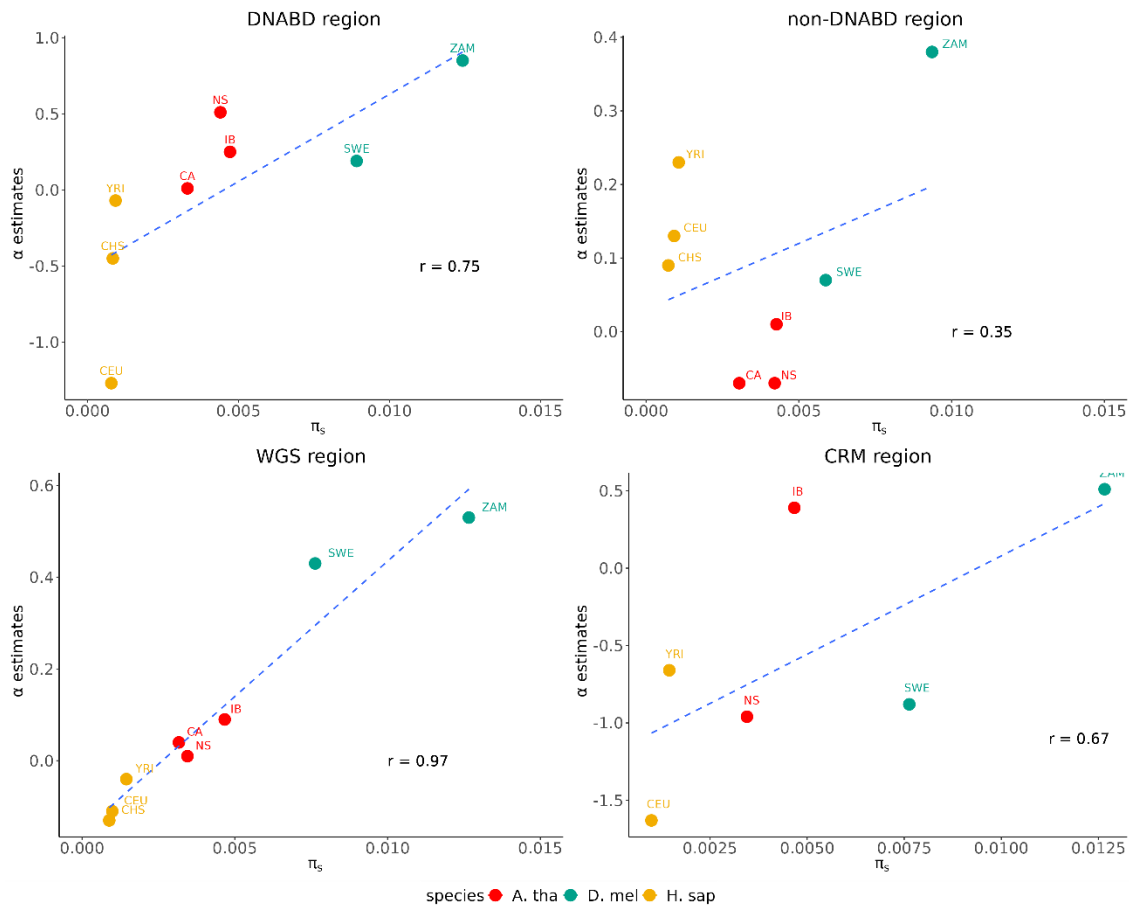 DNABD region
α estimates
1.0
0.5
0.0
-0.5
-1.0
ZAM
NS
IB
SWE
CA
YRI
CHS
CEU
r = 0.75
0.000
0.005
0.010
0.015
πs
non-DNABD region
α estimates
0.4
0.3
0.2
0.1
0.0
ZAM
YRI
CEU
CHS
SWE
IB
CA
NS
r = 0.35
0.000
0.005
0.010
0.015
πs
WGS region
α estimates
0.6
0.4
0.2
0.0
ZAM
SWE
IB
CA
NS
YRI
CEU
CHS
r = 0.97
0.000
0.005
0.010
0.015
πs
CRM region
α estimates
0.5
0.0
-0.5
-1.0
-1.5
ZAM
IB
YRI
SWE
NS
CEU
r = 0.67
0.0025
0.0050
0.0075
0.0100
0.0125
πs
species A. tha D. mel H. sap